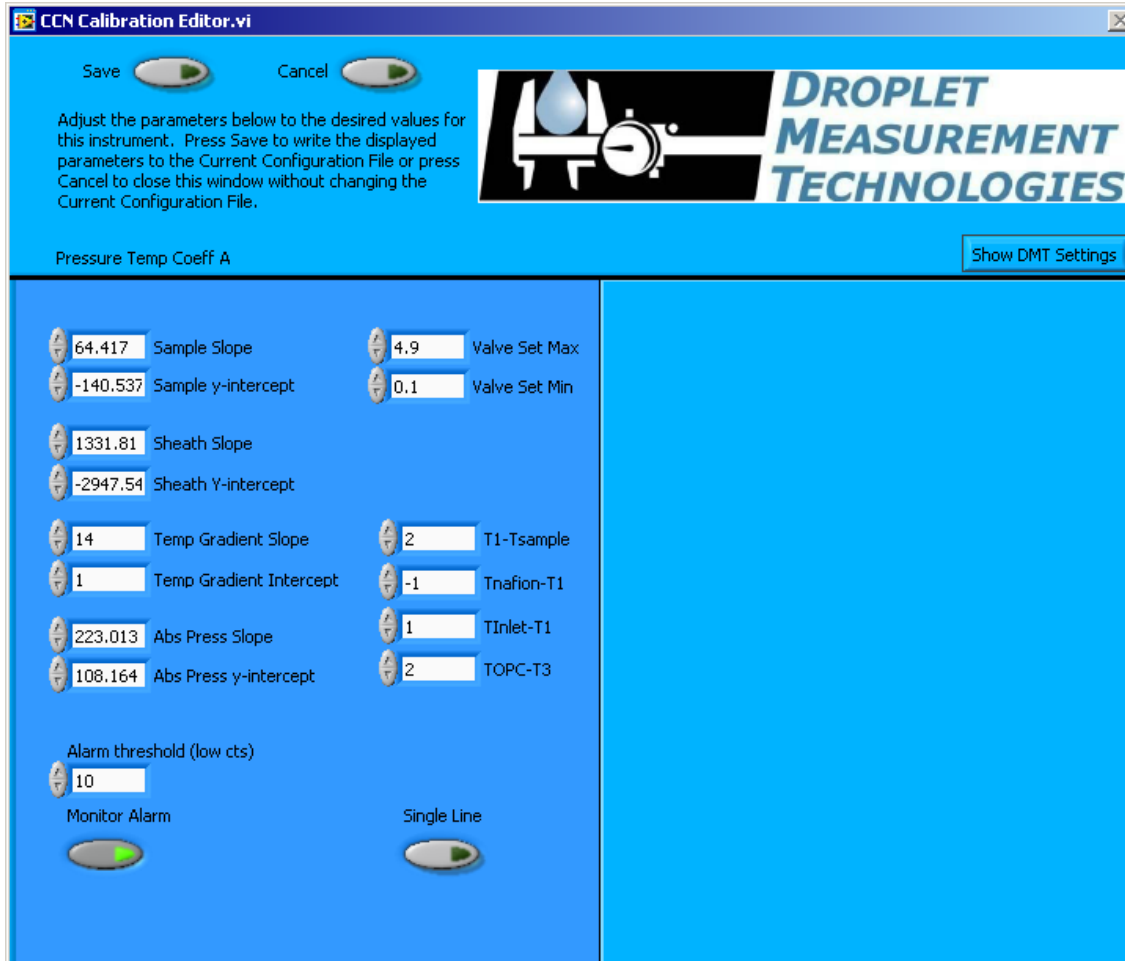 CCN Calibration Editor.vi
Save Cancel
Adjust the parameters below to the desired values for
this instrument. Press Save to write the displayed
parameters to the Current Configuration File or press
Cancel to close this window without changing the
Current Configuration File.
DROPLET
MEASUREMENT
TECHNOLOGIES
Pressure Temp Coeff A
Show DMT Settings
64.417 Sample Slope 4.9 Valve Set Max
-140.537 Sample y-intercept 0.1 Valve Set Min
1331.81 Sheath Slope
-2947.54 Sheath Y-intercept
14 Temp Gradient Slope 2 T1-Tsample
1 Temp Gradient Intercept -1 Tnafion-T1
223.013 Abs Press Slope 1 TInlet-T1
108.164 Abs Press y-intercept 2 TOPC-T3
Alarm threshold (low cts)
10
Monitor Alarm Single Line